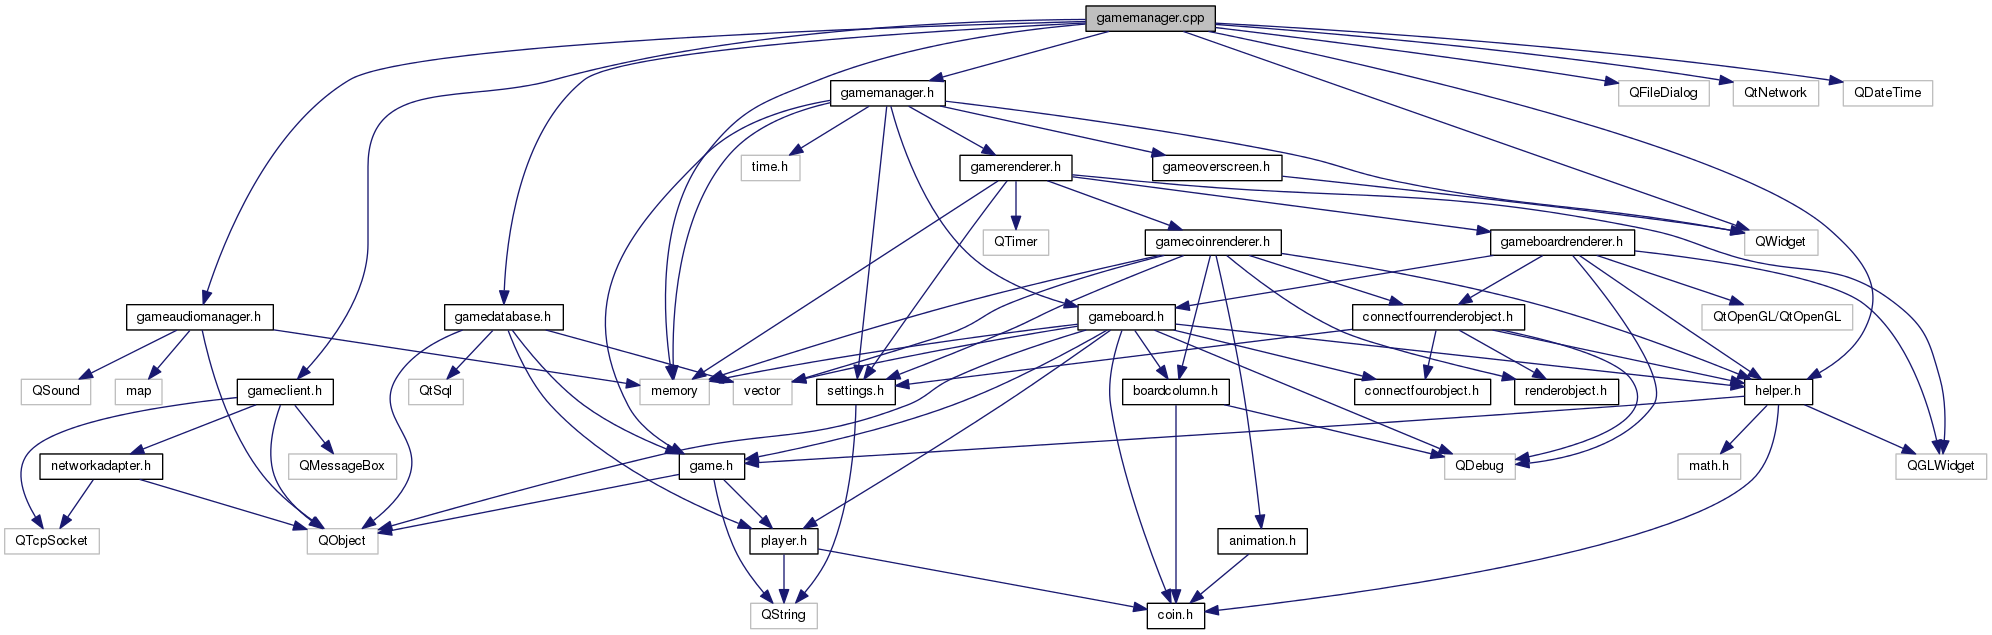 gamemanager.cpp
gamemanager.h
QFileDialog
QtNetwork
QDateTime
time.h
gamerenderer.h
gameoverscreen.h
QTimer
gamecoinrenderer.h
gameboardrenderer.h
QWidget
gameaudiomanager.h
gamedatabase.h
gameboard.h
connectfourrenderobject.h
QtOpenGL/QtOpenGL
QSound
map
gameclient.h
QtSql
memory
vector
settings.h
boardcolumn.h
connectfourobject.h
renderobject.h
helper.h
networkadapter.h
QMessageBox
game.h
QDebug
math.h
QGLWidget
QTcpSocket
QObject
player.h
animation.h
QString
coin.h